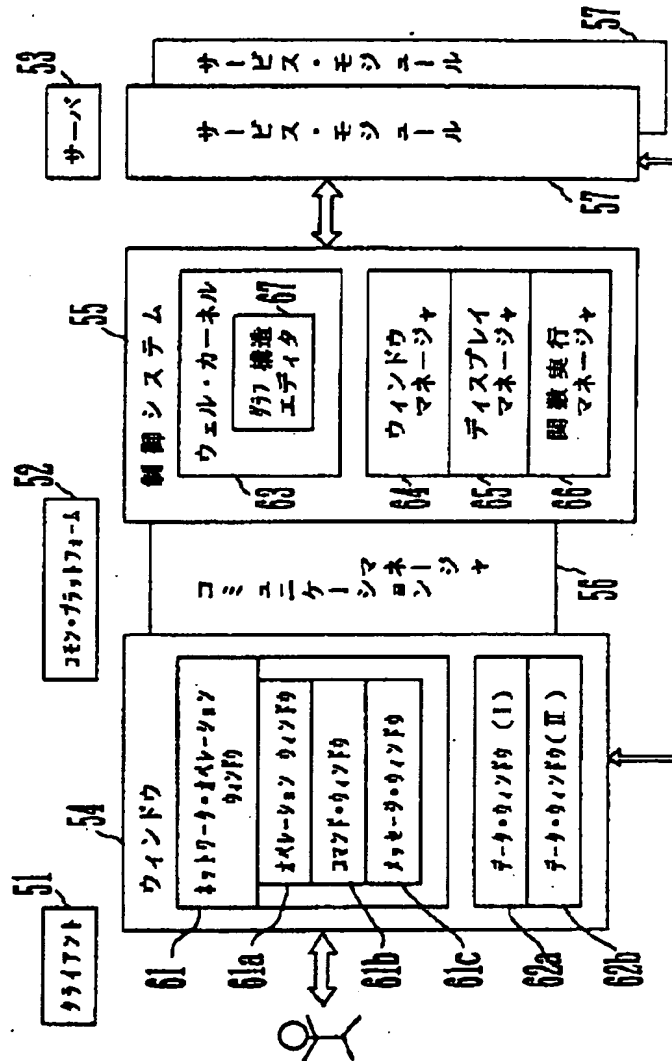 クライアント
51
コモン・プラットフォーム
52
サーバ
53
54
ウィンドウ
ネットワーク・オペレーション
ウィンドウ
61
オペレーション ウィンドウ
61a
コマンド・ウィンドウ
61b
メッセージ・ウィンドウ
61c
データ・ウィンドウ (I)
62a
データ・ウィンドウ(II)
62b
コミュニケーション
マネージャ
56
55
制御システム
ウェル・カーネル
グラフ構造
エディタ
67
63
ウィンドウ
マネージャ
64
ディスプレイ
マネージャ
65
関数実行
マネージャ
66
サービス・モジュール
57
サービス・モジュール
57